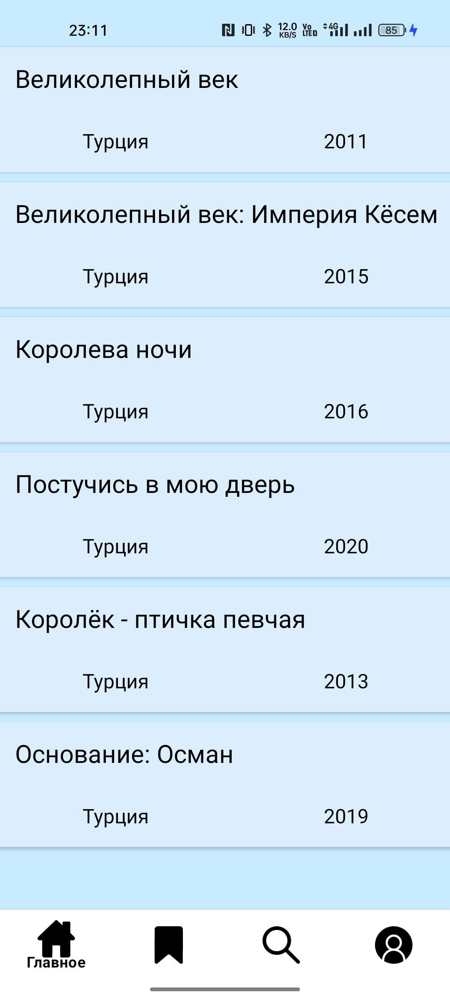 23:11 12.0 KB/S Vo LTE 4G 85
Великолепный век
Турция 2011
Великолепный век: Империя Кёсем
Турция 2015
Королева ночи
Турция 2016
Постучись в мою дверь
Турция 2020
Королёк - птичка певчая
Турция 2013
Основание: Осман
Турция 2019
Главное